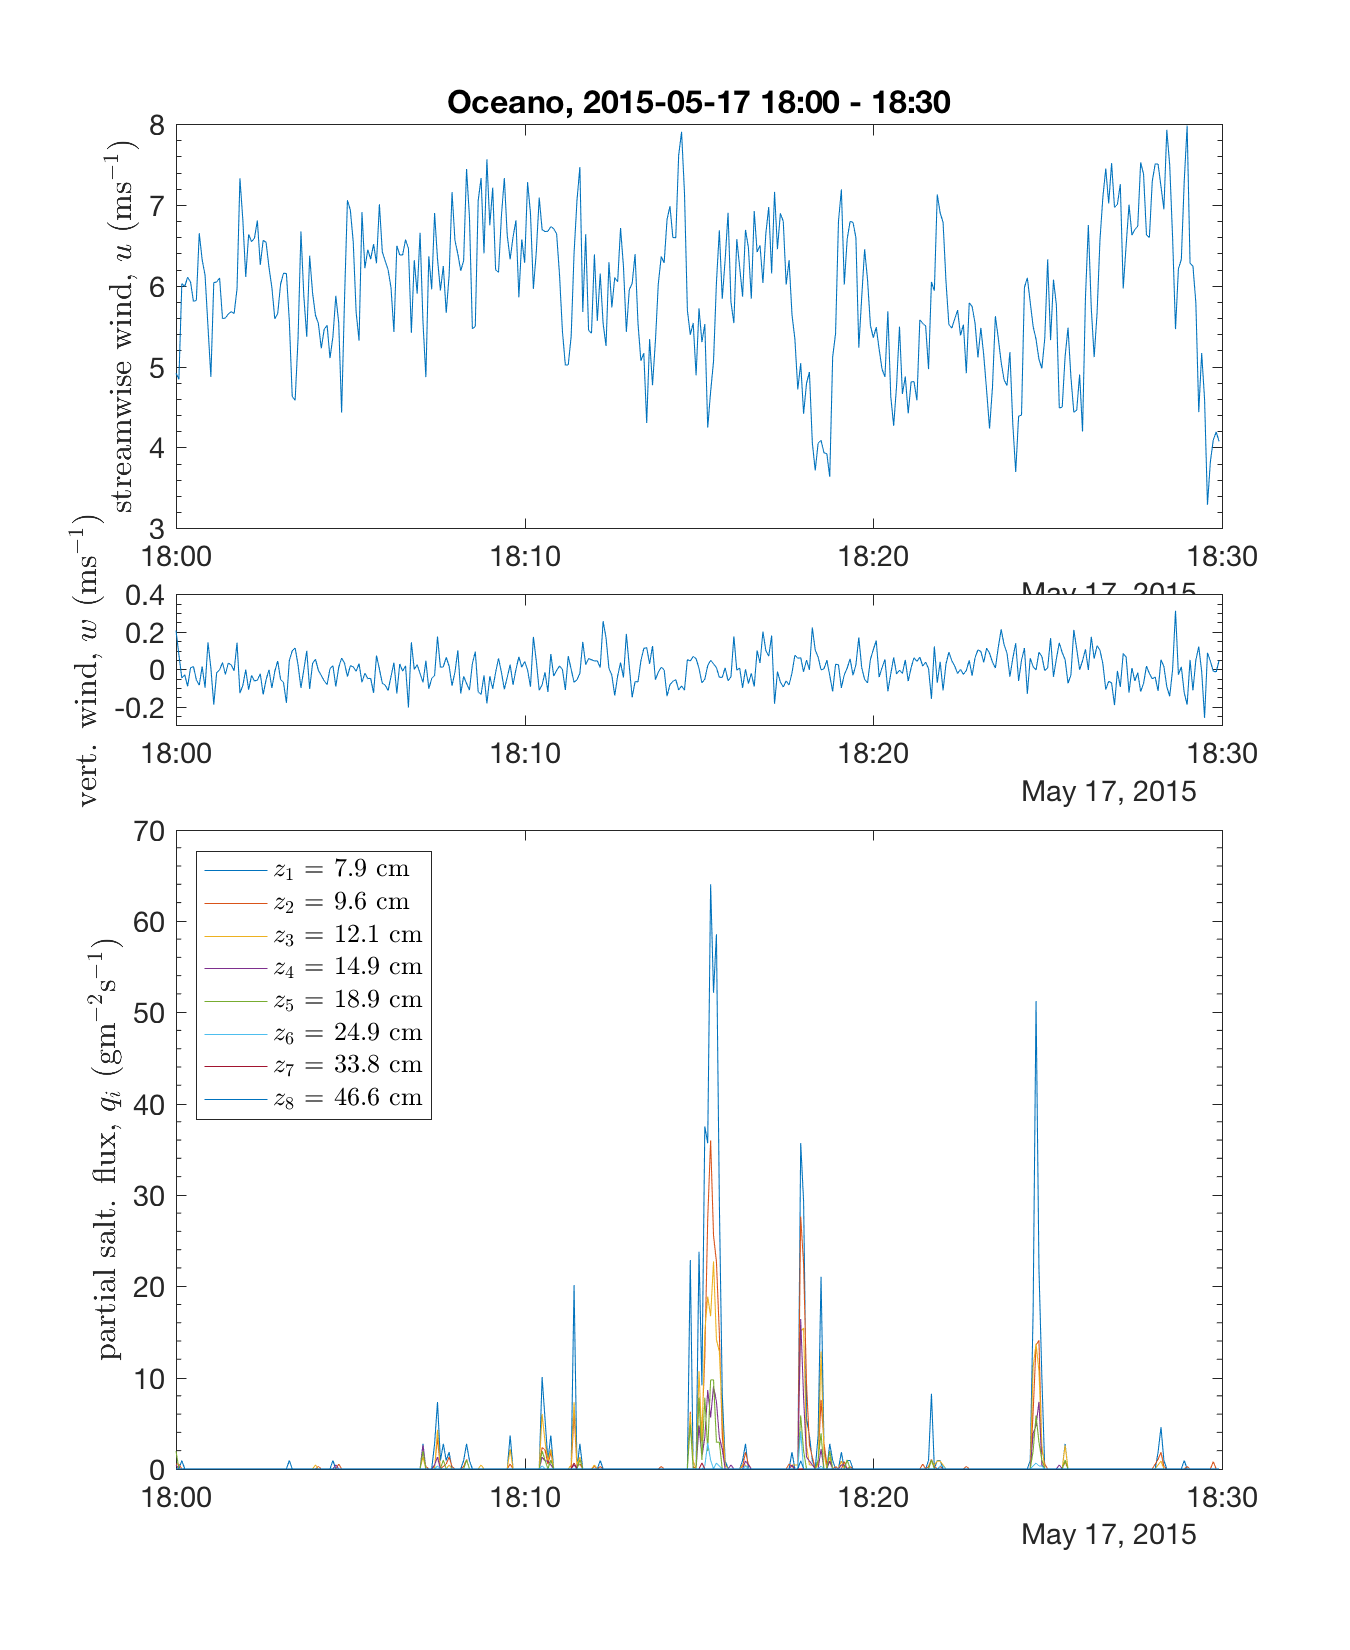 Oceano, 2015-05-17 18:00 - 18:30
streamwise wind, u (ms⁻¹)
8
7
6
5
4
3
18:00 18:10 18:20 18:30
May 17, 2015
vert. wind, w (ms⁻¹)
0.4
0.2
0
-0.2
18:00 18:10 18:20 18:30
May 17, 2015
partial salt. flux, qᵢ (gm⁻²s⁻¹)
70
60
50
40
30
20
10
0
z₁ = 7.9 cm
z₂ = 9.6 cm
z₃ = 12.1 cm
z₄ = 14.9 cm
z₅ = 18.9 cm
z₆ = 24.9 cm
z₇ = 33.8 cm
z₈ = 46.6 cm
18:00 18:10 18:20 18:30
May 17, 2015